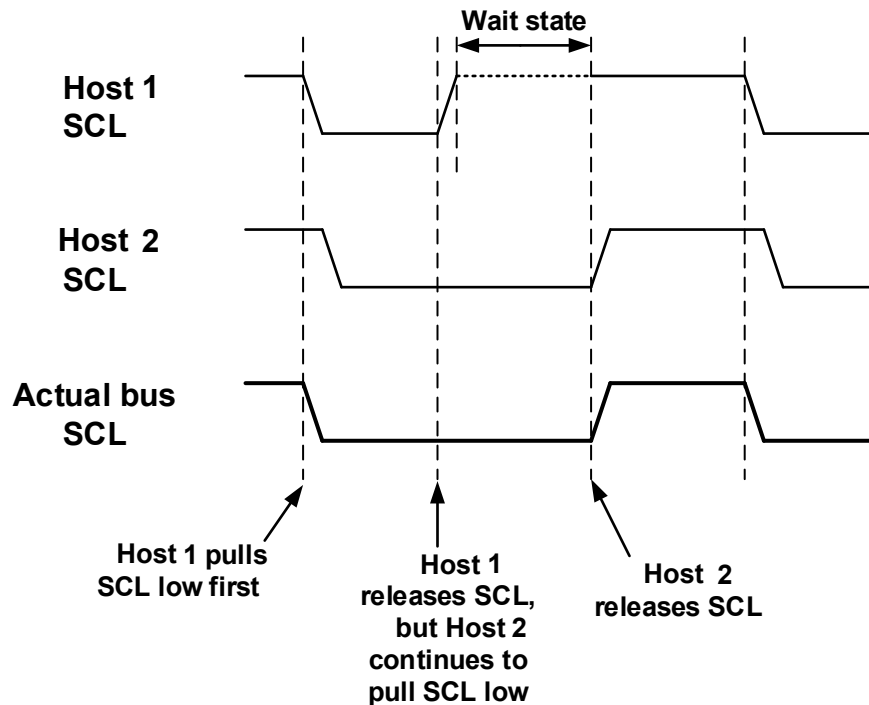 Wait state
Host 1
SCL
Host 2
SCL
Actual bus
SCL
Host 1 pulls
SCL low first
Host 1
releases SCL,
but Host 2
continues to
pull SCL low
Host 2
releases SCL